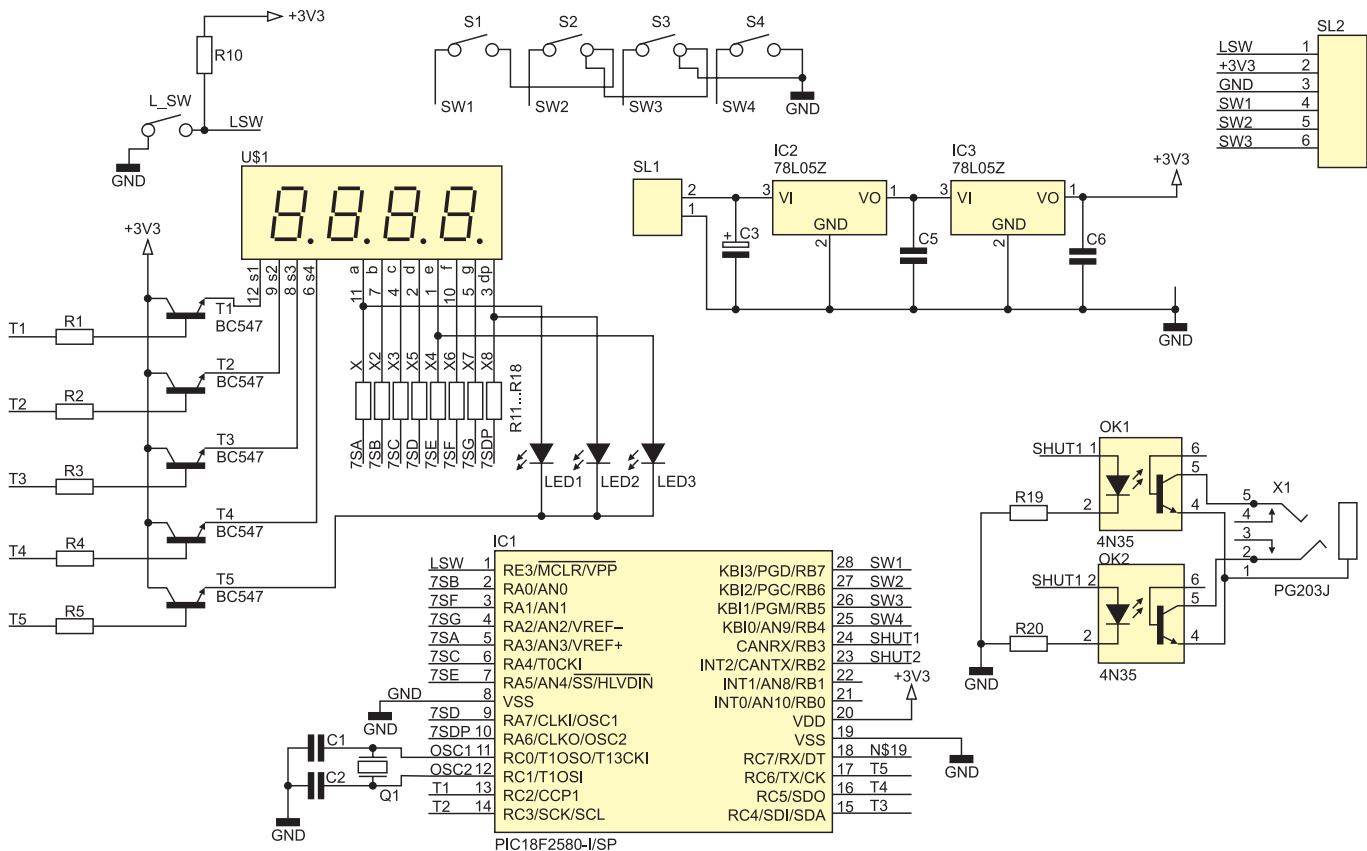 +3V3
R10
L_SW
LSW
GND
S1
S2
S3
S4
SW1
SW2
SW3
SW4
GND
SL2
LSW 1
+3V3 2
GND 3
SW1 4
SW2 5
SW3 6
U$1
8.8.8.8.
12 s1
9 s2
8 s3
6 s4
11 a
7 b
4 c
2 d
1 e
10 f
5 g
3 dp
SL1
2
1
IC2
78L05Z
3 VI
VO 1
GND
2
IC3
78L05Z
3 VI
VO 1
GND
2
+3V3
+
C3
C5
C6
GND
+3V3
T1
R1
T1
BC547
T2
R2
T2
BC547
T3
R3
T3
BC547
T4
R4
T4
BC547
T5
R5
T5
BC547
X
X2
X3
X5
X4
X6
X7
X8
R11...R18
7SA
7SB
7SC
7SD
7SE
7SF
7SG
7SDP
LED1
LED2
LED3
OK1
SHUT1 1
6
5
4
2
R19
4N35
OK2
SHUT1 2
6
5
4
2
R20
4N35
GND
X1
5
4
3
2
1
PG203J
IC1
LSW 1 RE3/MCLR/VPP
7SB 2 RA0/AN0
7SF 3 RA1/AN1
7SG 4 RA2/AN2/VREF–
7SA 5 RA3/AN3/VREF+
7SC 6 RA4/T0CKI
7SE 7 RA5/AN4/SS/HLVDIN
GND 8 VSS
GND
7SD 9 RA7/CLKI/OSC1
7SDP 10 RA6/CLKO/OSC2
OSC1 11 RC0/T1OSO/T13CKI
OSC2 12 RC1/T1OSI
T1 13 RC2/CCP1
T2 14 RC3/SCK/SCL
KBI3/PGD/RB7 28 SW1
KBI2/PGC/RB6 27 SW2
KBI1/PGM/RB5 26 SW3
KBI0/AN9/RB4 25 SW4
CANRX/RB3 24 SHUT1
INT2/CANTX/RB2 23 SHUT2
INT1/AN8/RB1 22
INT0/AN10/RB0 21
VDD 20
+3V3
VSS 19
GND
RC7/RX/DT 18 N$19
RC6/TX/CK 17 T5
RC5/SDO 16 T4
RC4/SDI/SDA 15 T3
C1
C2
Q1
GND
PIC18F2580-I/SP